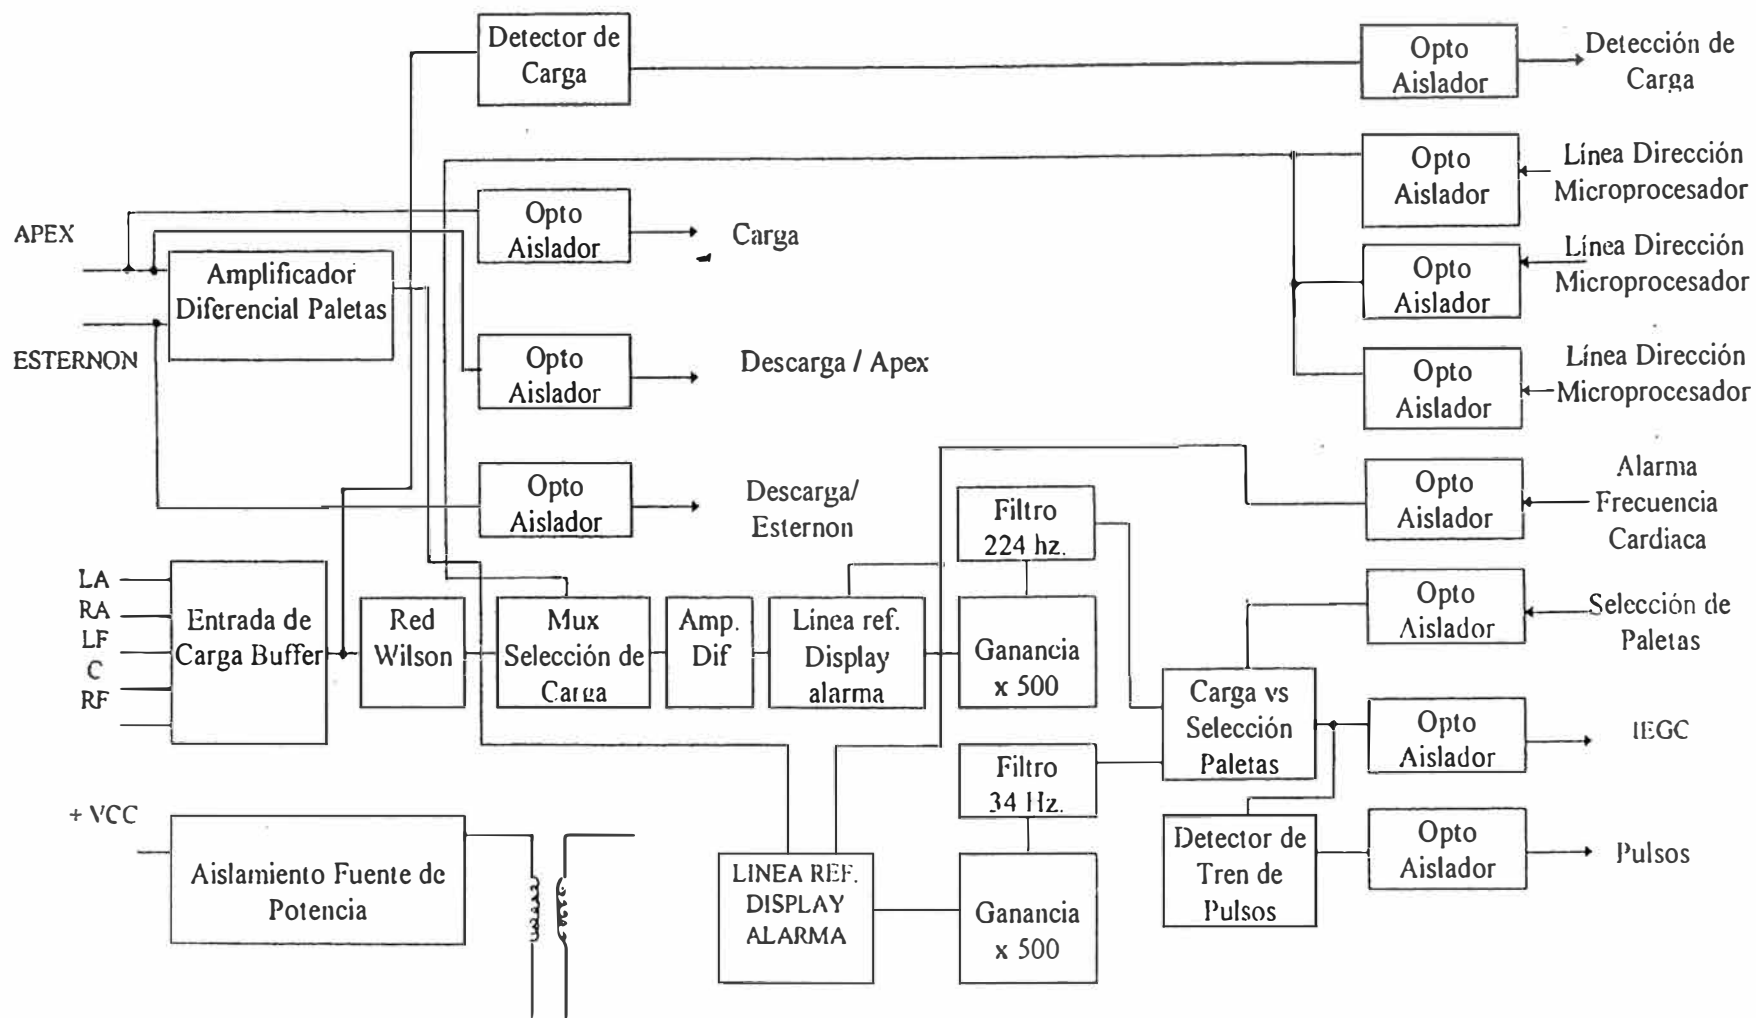 Detector de
Carga
Opto
Aislador
Detección de
Carga
Opto
Aislador
Línea Dirección
Microprocesador
APEX
Opto
Aislador
Carga
Opto
Aislador
Línea Dirección
Microprocesador
Amplificador
Diferencial Paletas
ESTERNON
Opto
Aislador
Descarga / Apex
Opto
Aislador
Línea Dirección
Microprocesador
Opto
Aislador
Descarga/
Esternon
Filtro
224 hz.
Opto
Aislador
Alarma
Frecuencia
Cardiaca
LA
RA
LF
C
RF
Entrada de
Carga Buffer
Red
Wilson
Mux
Selección de
Carga
Amp.
Dif
Línea ref.
Display
alarma
Ganancia
x 500
Opto
Aislador
Selección de
Paletas
Carga vs
Selección
Paletas
Opto
Aislador
IEGC
Filtro
34 Hz.
+ VCC
Aislamiento Fuente de
Potencia
LINEA REF.
DISPLAY
ALARMA
Ganancia
x 500
Detector de
Tren de
Pulsos
Opto
Aislador
Pulsos